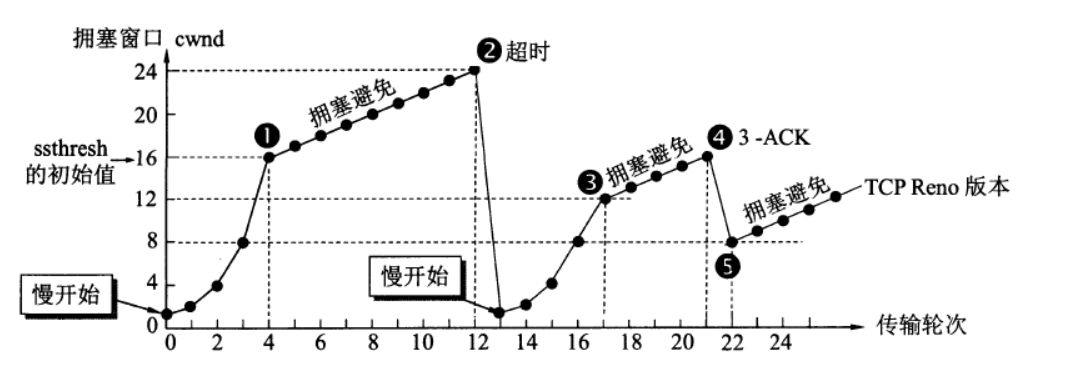 拥塞窗口 cwnd
❷超时
24
拥塞避免
20
❶
ssthresh
的初始值
16
❹ 3 -ACK
拥塞避免
❸
12
TCP Reno 版本
拥塞避免
8
❺
4
慢开始
慢开始
0
0 2 4 6 8 10 12 14 16 18 20 22 24
传输轮次